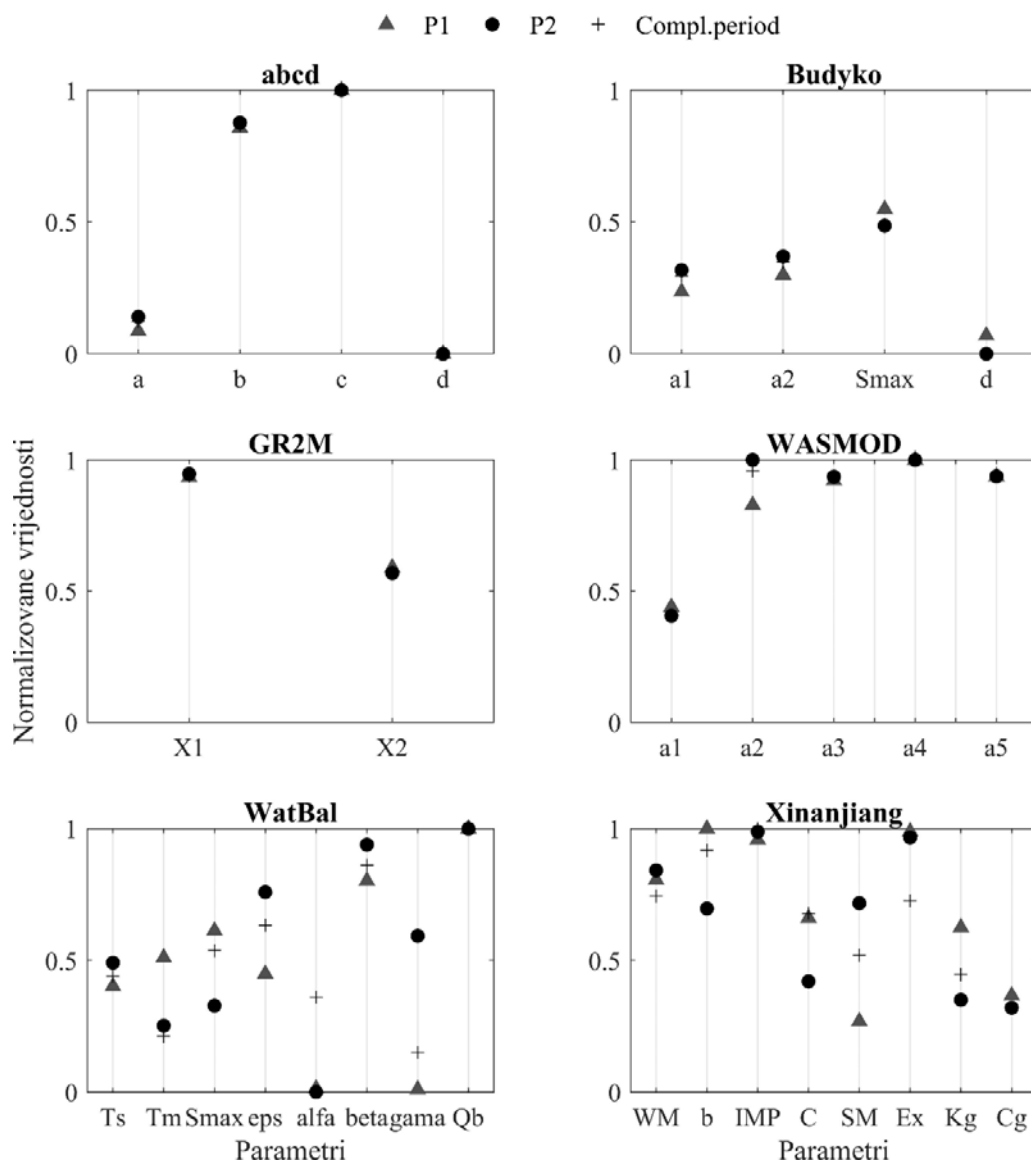 P1 P2 Compl.period
abcd
1
0.5
0
a b c d
Budyko
1
0.5
0
a1 a2 Smax d
Normalizovane vrijednosti
GR2M
1
0.5
0
X1 X2
WASMOD
1
0.5
0
a1 a2 a3 a4 a5
WatBal
1
0.5
0
Ts Tm Smax eps alfa beta gama Qb
Parametri
Xinanjiang
1
0.5
0
WM b IMP C SM Ex Kg Cg
Parametri